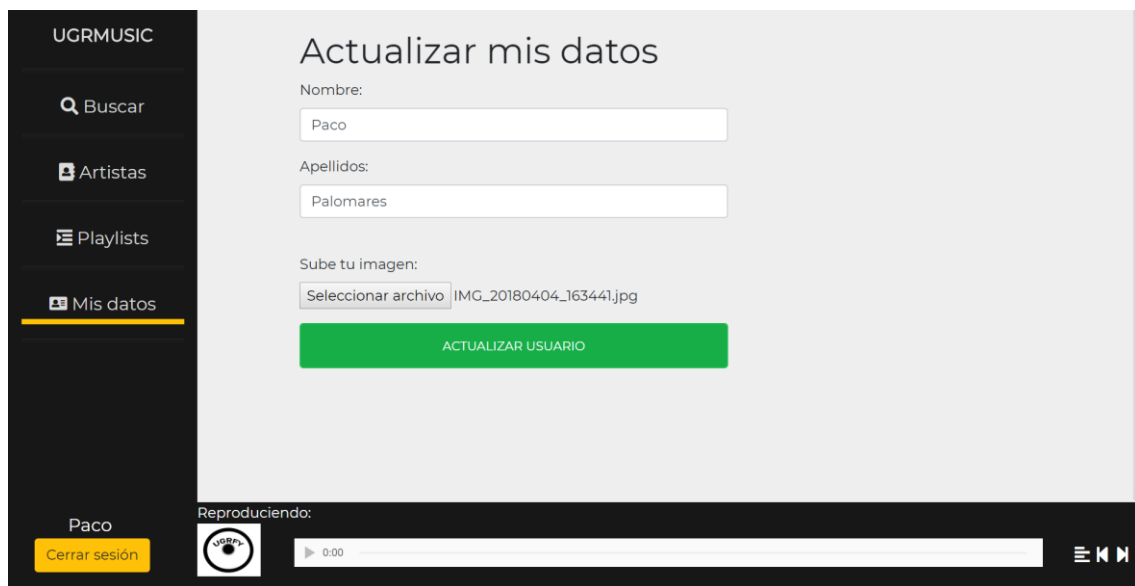 UGRMUSIC
Buscar
Artistas
Playlists
Mis datos
Paco
Cerrar sesión
Actualizar mis datos
Nombre:
Paco
Apellidos:
Palomares
Sube tu imagen:
Seleccionar archivo IMG_20180404_163441.jpg
ACTUALIZAR USUARIO
Reproduciendo:
UGRFY
0:00